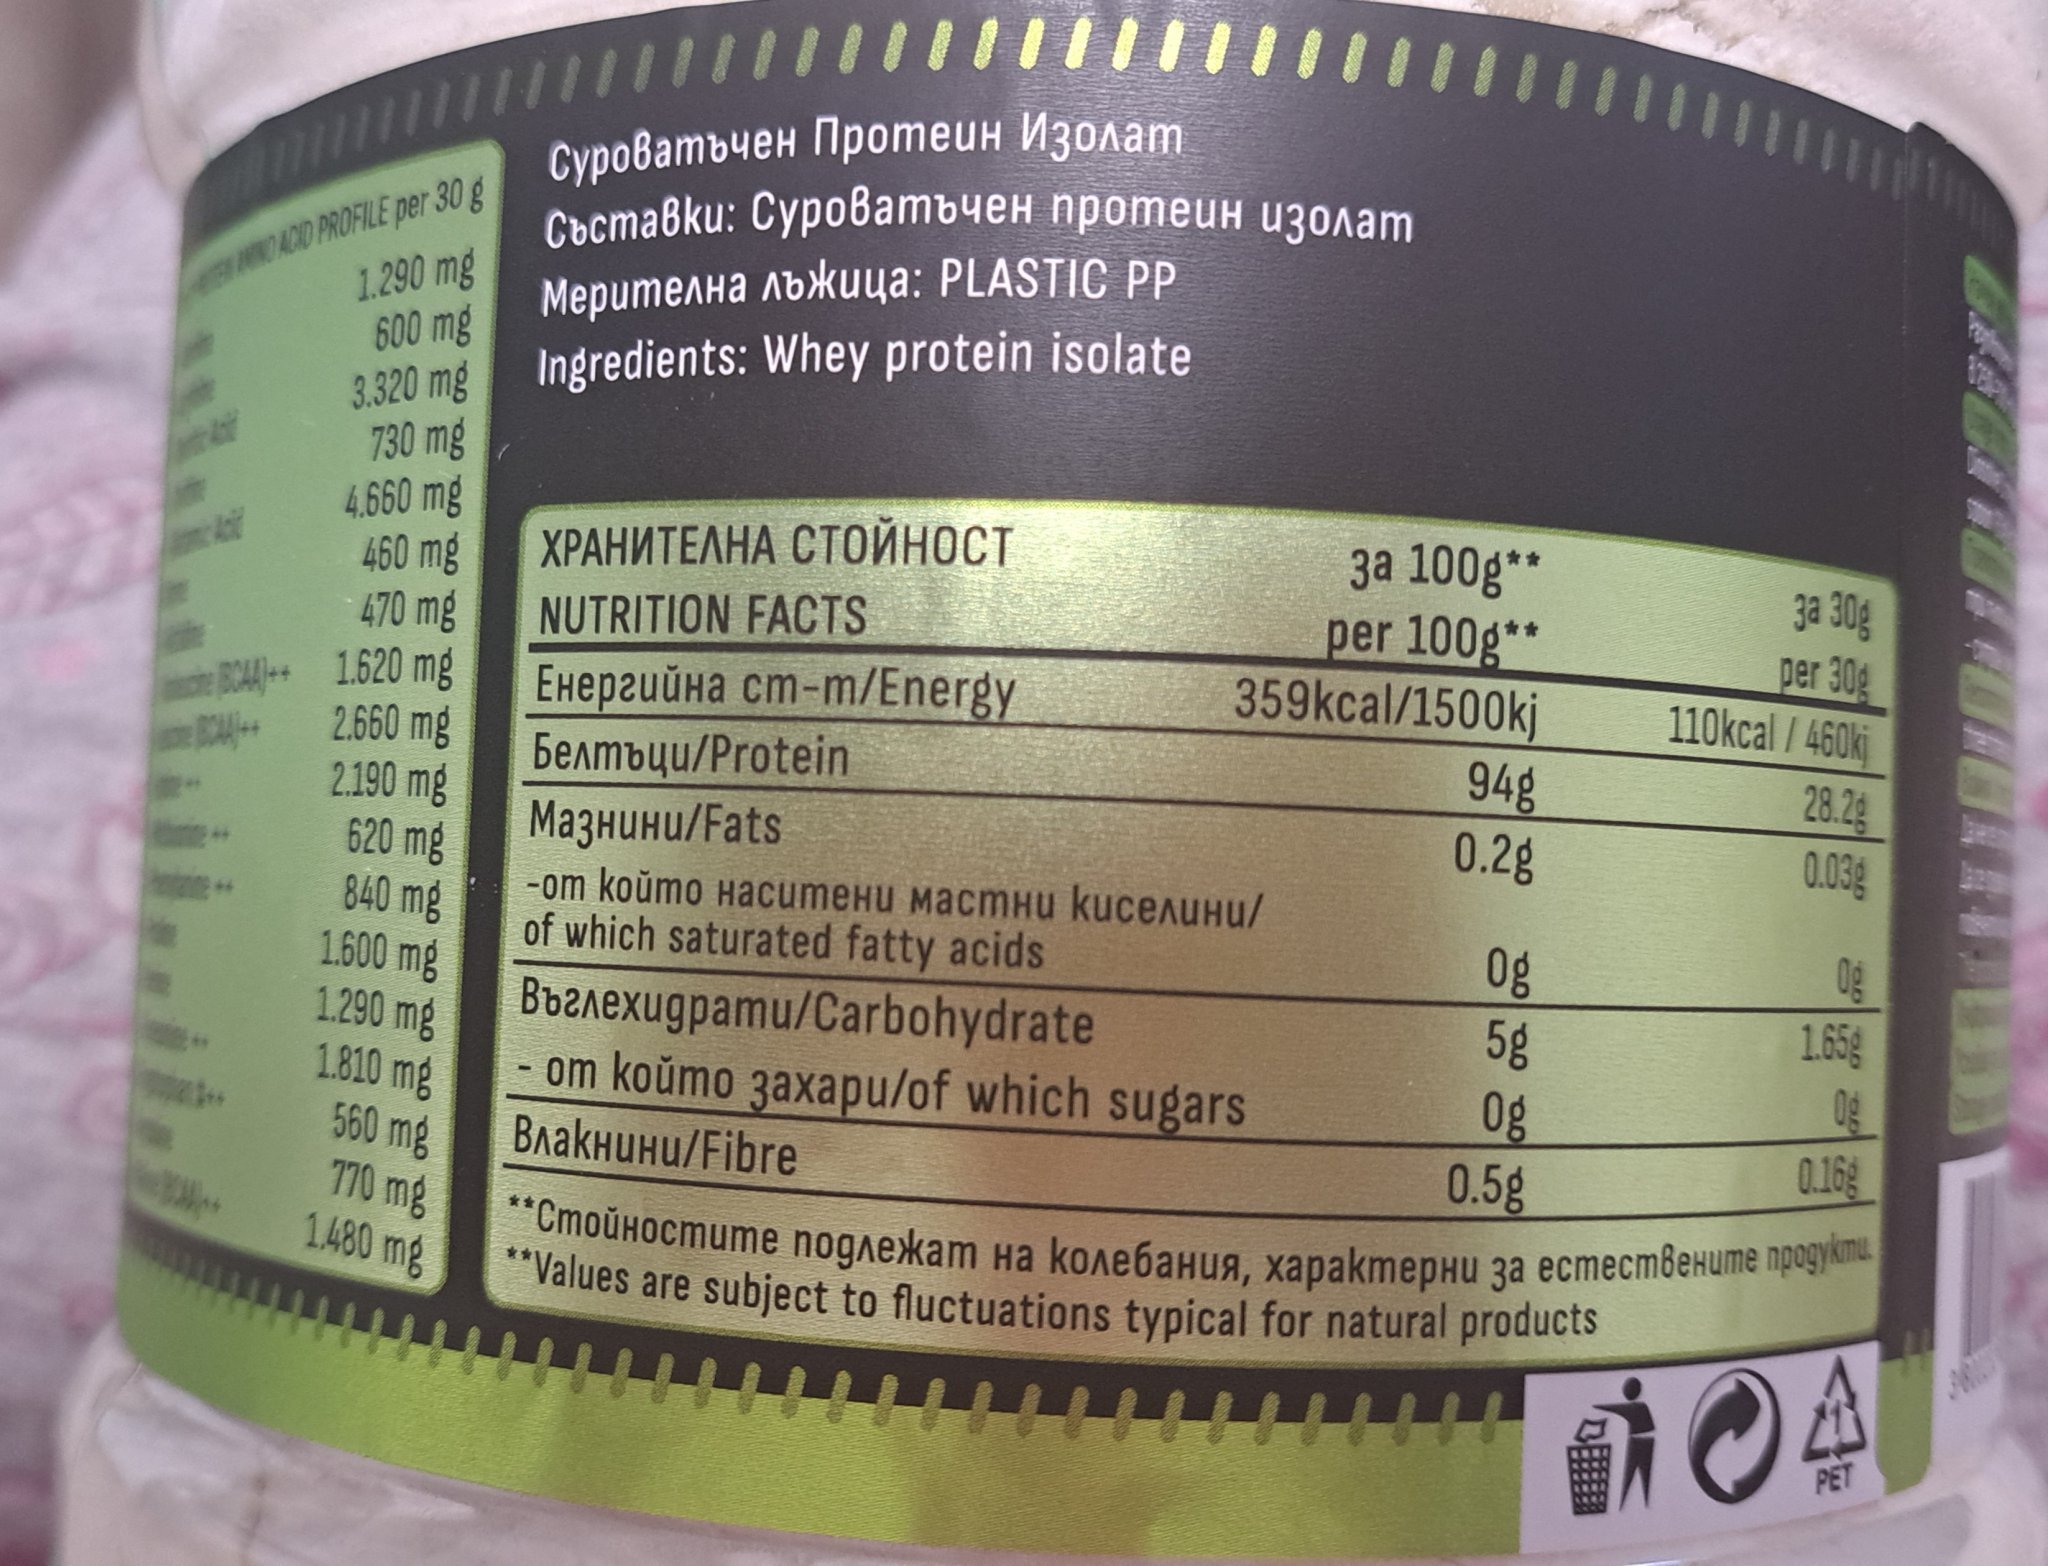 AMINO ACID PROFILE per 30 g
1.290 mg
600 mg
3.320 mg
Acid 730 mg
4.660 mg
Acid 460 mg
470 mg
(BCAA)++ 1.620 mg
(BCAA)++ 2.660 mg
++ 2.190 mg
++ 620 mg
++ 840 mg
1.600 mg
1.290 mg
++ 1.810 mg
++ 560 mg
770 mg
(BCAA)++ 1.480 mg
Суроватъчен Протеин Изолат
Съставки: Суроватъчен протеин изолат
Мерителна лъжица: PLASTIC PP
Ingredients: Whey protein isolate
ХРАНИТЕЛНА СТОЙНОСТ за 100g** за 30g
NUTRITION FACTS per 100g** per 30g
Енергийна ст-т/Energy 359kcal/1500kj 110kcal / 460kj
Белтъци/Protein 94g 28.2g
Мазнини/Fats 0.2g 0.03g
-от който наситени мастни киселини/
of which saturated fatty acids 0g 0g
Въглехидрати/Carbohydrate 5g 1.65g
- от който захари/of which sugars 0g 0g
Влакнини/Fibre 0.5g 0.16g
**Стойностите подлежат на колебания, характерни за естествените продукти.
**Values are subject to fluctuations typical for natural products
1
PET